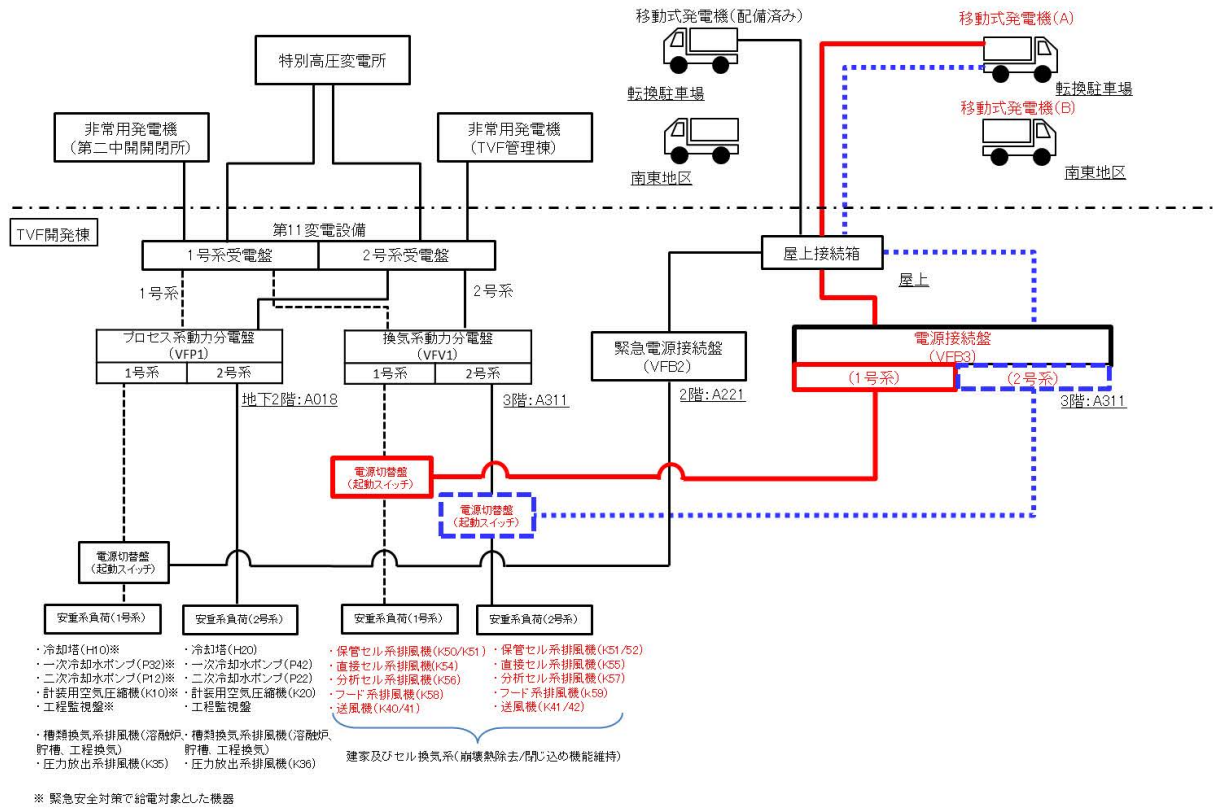 移動式発電機(配備済み)
移動式発電機(A)
特別高圧変電所
転換駐車場
転換駐車場
移動式発電機(B)
非常用発電機
(第二中間開閉所)
非常用発電機
(TVF管理棟)
南東地区
南東地区
TVF開発棟
第11変電設備
1号系受電盤
2号系受電盤
屋上接続箱
屋上
1号系
2号系
プロセス系動力分電盤
(VFP1)
1号系
2号系
地下2階:A018
換気系動力分電盤
(VFV1)
1号系
2号系
3階:A311
緊急電源接続盤
(VFB2)
2階:A221
電源接続盤
(VFB3)
(1号系)
(2号系)
3階:A311
電源切替盤
(起動スイッチ)
電源切替盤
(起動スイッチ)
電源切替盤
(起動スイッチ)
安重系負荷(1号系)
安重系負荷(2号系)
安重系負荷(1号系)
安重系負荷(2号系)
・冷却塔(H10)※
・一次冷却水ポンプ(P32)※
・二次冷却水ポンプ(P12)※
・計装用空気圧縮機(K10)※
・工程監視盤※
・槽類換気系排風機(溶融炉、
貯槽、工程換気)
・圧力放出系排風機(K35)
・冷却塔(H20)
・一次冷却水ポンプ(P42)
・二次冷却水ポンプ(P22)
・計装用空気圧縮機(K20)
・工程監視盤
・槽類換気系排風機(溶融炉、
貯槽、工程換気)
・圧力放出系排風機(K36)
・保管セル系排風機(K50/K51)
・直接セル系排風機(K54)
・分析セル系排風機(K56)
・フード系排風機(K58)
・送風機(K40/41)
・保管セル系排風機(K51/52)
・直接セル系排風機(K55)
・分析セル系排風機(K57)
・フード系排風機(k59)
・送風機(K41/42)
建家及びセル換気系(崩壊熱除去/閉じ込め機能維持)
※ 緊急安全対策で給電対象とした機器